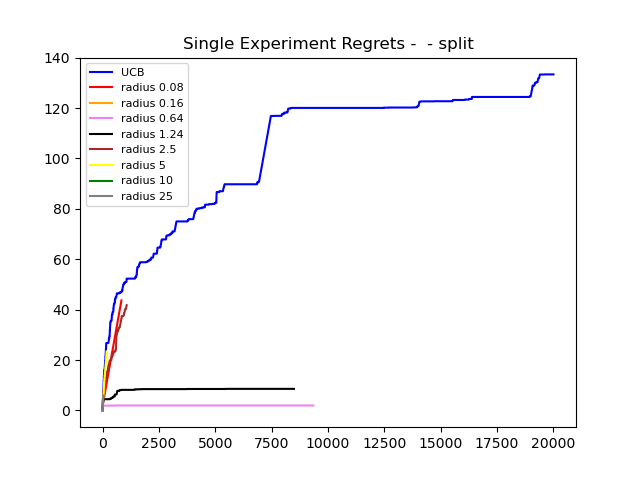 Single Experiment Regrets -  - split
140
120
100
80
60
40
20
0
UCB
radius 0.08
radius 0.16
radius 0.64
radius 1.24
radius 2.5
radius 5
radius 10
radius 25
0 2500 5000 7500 10000 12500 15000 17500 20000